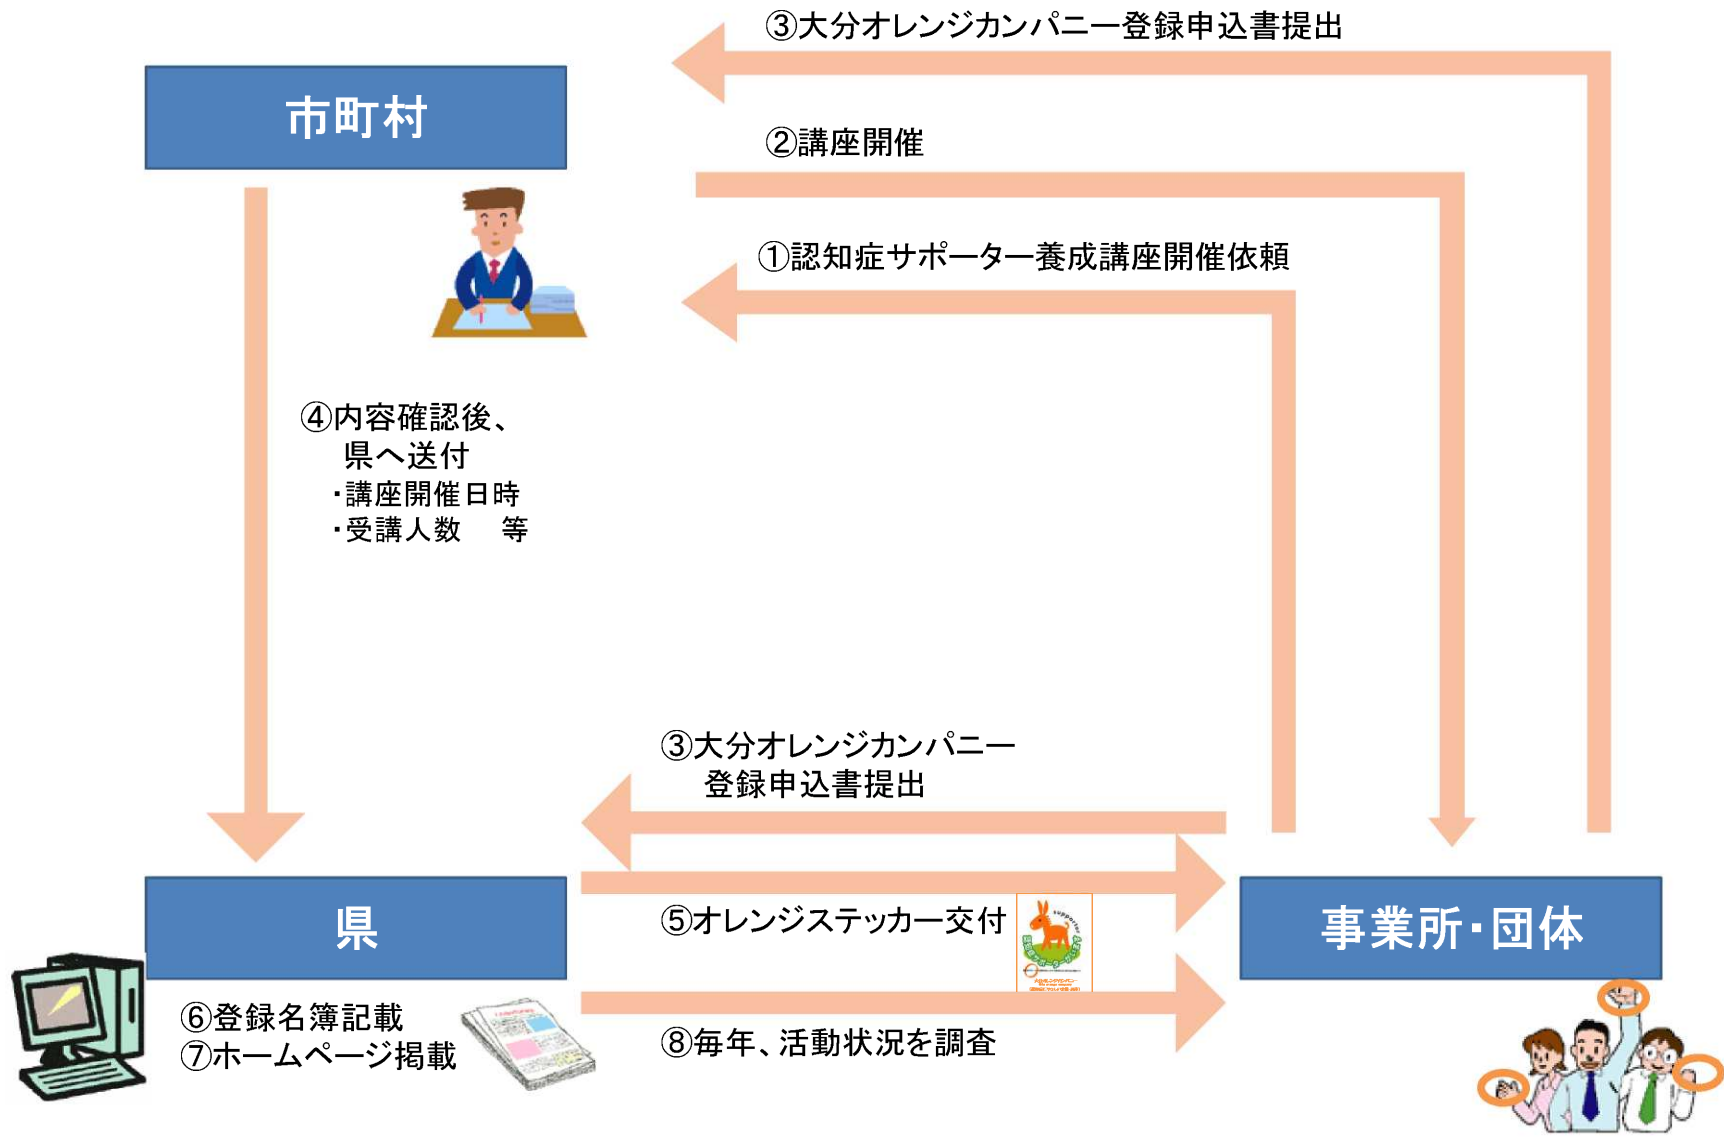 ③大分オレンジカンパニー登録申込書提出
市町村
②講座開催
①認知症サポーター養成講座開催依頼
④内容確認後、
県へ送付
・講座開催日時
・受講人数 等
③大分オレンジカンパニー
登録申込書提出
県
⑤オレンジステッカー交付
supporter
事業所・団体
⑥登録名簿記載
⑦ホームページ掲載
⑧毎年、活動状況を調査